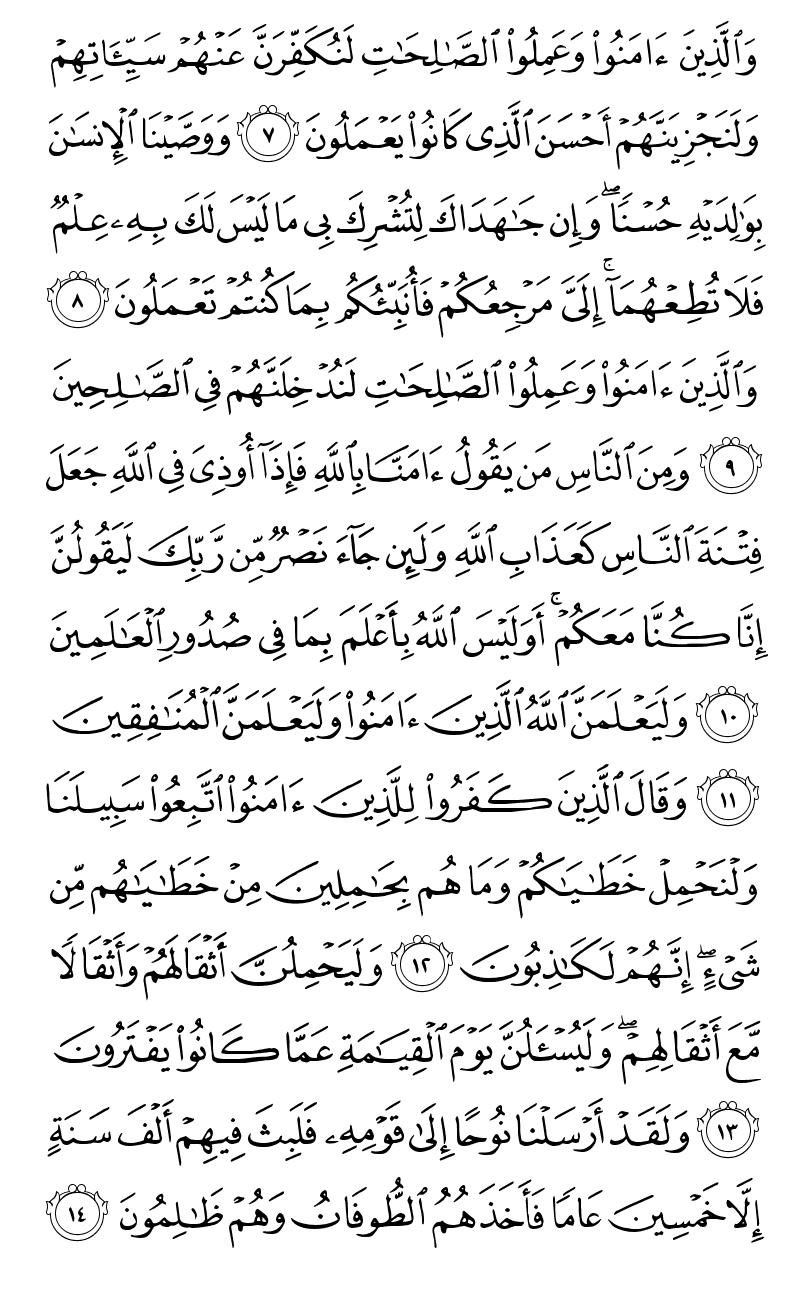 وَٱلَّذِينَ ءَامَنُوا۟ وَعَمِلُوا۟ ٱلصَّـٰلِحَـٰتِ لَنُكَفِّرَنَّ عَنْهُمْ سَيِّـَٔاتِهِمْ
وَلَنَجْزِيَنَّهُمْ أَحْسَنَ ٱلَّذِى كَانُوا۟ يَعْمَلُونَ ٧ وَوَصَّيْنَا ٱلْإِنسَـٰنَ
بِوَٰلِدَيْهِ حُسْنًا ۖ وَإِن جَـٰهَدَاكَ لِتُشْرِكَ بِى مَا لَيْسَ لَكَ بِهِۦ عِلْمٌ
فَلَا تُطِعْهُمَآ ۚ إِلَىَّ مَرْجِعُكُمْ فَأُنَبِّئُكُم بِمَا كُنتُمْ تَعْمَلُونَ ٨
وَٱلَّذِينَ ءَامَنُوا۟ وَعَمِلُوا۟ ٱلصَّـٰلِحَـٰتِ لَنُدْخِلَنَّهُمْ فِى ٱلصَّـٰلِحِينَ
٩ وَمِنَ ٱلنَّاسِ مَن يَقُولُ ءَامَنَّا بِٱللَّهِ فَإِذَآ أُوذِىَ فِى ٱللَّهِ جَعَلَ
فِتْنَةَ ٱلنَّاسِ كَعَذَابِ ٱللَّهِ وَلَئِن جَآءَ نَصْرٌ مِّن رَّبِّكَ لَيَقُولُنَّ
إِنَّا كُنَّا مَعَكُمْ ۚ أَوَلَيْسَ ٱللَّهُ بِأَعْلَمَ بِمَا فِى صُدُورِ ٱلْعَـٰلَمِينَ
١٠ وَلَيَعْلَمَنَّ ٱللَّهُ ٱلَّذِينَ ءَامَنُوا۟ وَلَيَعْلَمَنَّ ٱلْمُنَـٰفِقِينَ
١١ وَقَالَ ٱلَّذِينَ كَفَرُوا۟ لِلَّذِينَ ءَامَنُوا۟ ٱتَّبِعُوا۟ سَبِيلَنَا
وَلْنَحْمِلْ خَطَـٰيَـٰكُمْ وَمَا هُم بِحَـٰمِلِينَ مِنْ خَطَـٰيَـٰهُم مِّن
شَىْءٍ ۖ إِنَّهُمْ لَكَـٰذِبُونَ ١٢ وَلَيَحْمِلُنَّ أَثْقَالَهُمْ وَأَثْقَالًا
مَّعَ أَثْقَالِهِمْ ۖ وَلَيُسْـَٔلُنَّ يَوْمَ ٱلْقِيَـٰمَةِ عَمَّا كَانُوا۟ يَفْتَرُونَ
١٣ وَلَقَدْ أَرْسَلْنَا نُوحًا إِلَىٰ قَوْمِهِۦ فَلَبِثَ فِيهِمْ أَلْفَ سَنَةٍ
إِلَّا خَمْسِينَ عَامًا فَأَخَذَهُمُ ٱلطُّوفَانُ وَهُمْ ظَـٰلِمُونَ ١٤